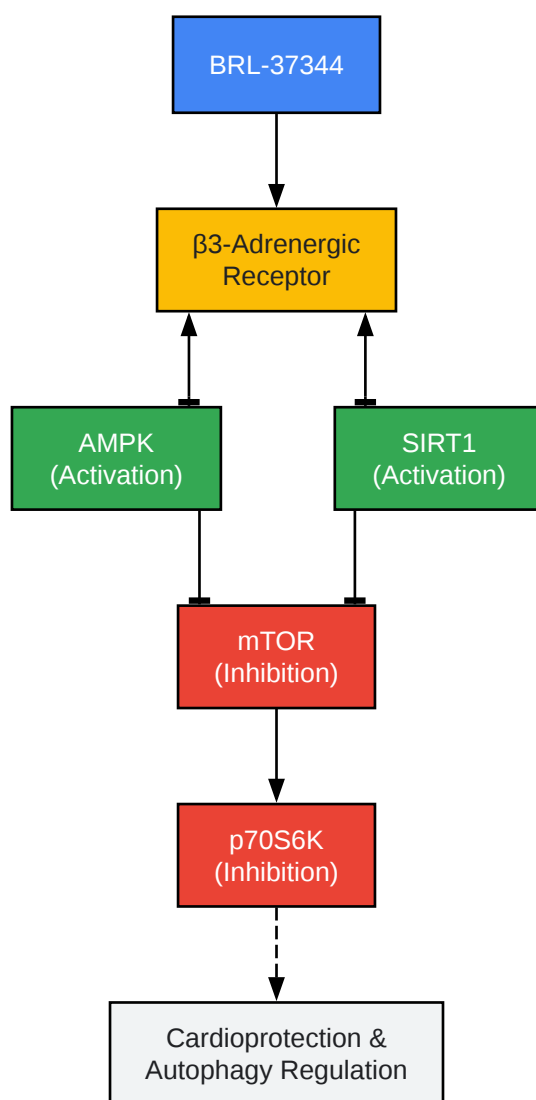 BRL-37344
β3-Adrenergic
Receptor
AMPK
(Activation)
SIRT1
(Activation)
mTOR
(Inhibition)
p70S6K
(Inhibition)
Cardioprotection &
Autophagy Regulation